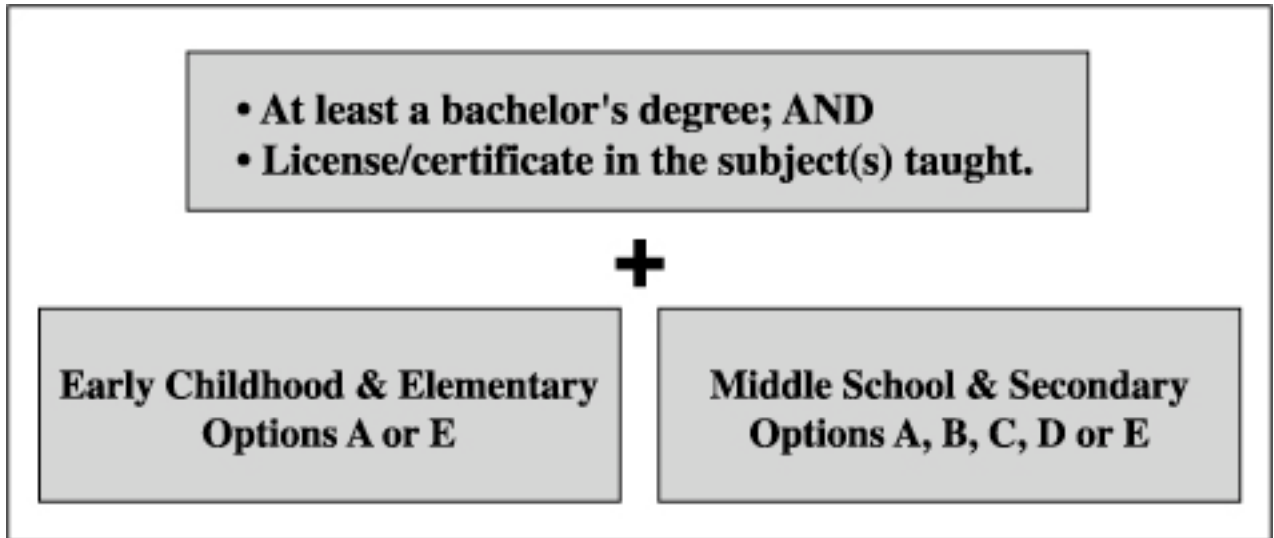 • At least a bachelor's degree; AND
• License/certificate in the subject(s) taught.
+
Early Childhood & Elementary
Options A or E
Middle School & Secondary
Options A, B, C, D or E